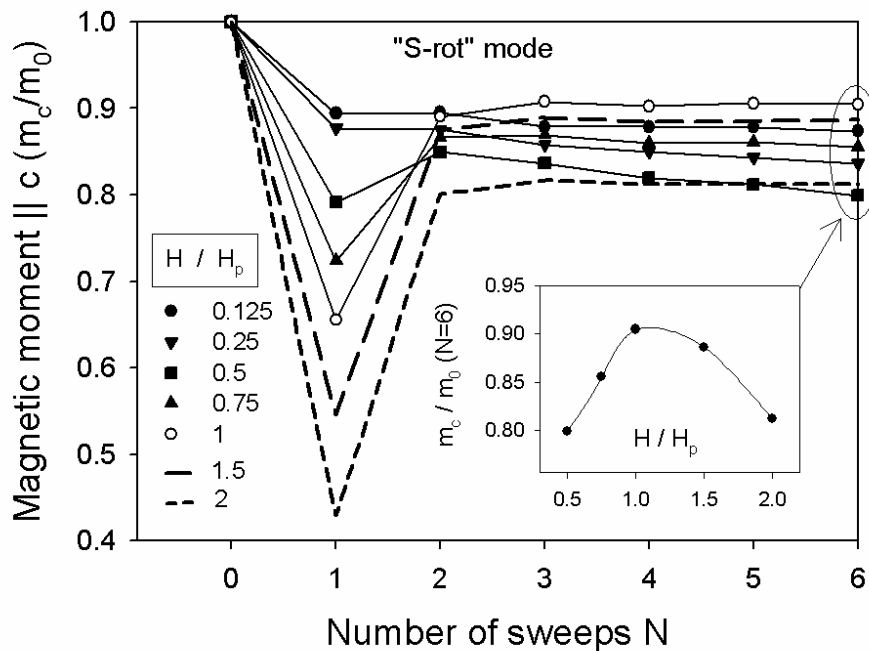 "S-rot" mode
Magnetic moment || c (m_c/m_0)
1.0
0.9
0.8
0.7
0.6
0.5
0.4
H / H_p
0.125
0.25
0.5
0.75
1
1.5
2
m_c / m_0 (N=6)
0.95
0.90
0.85
0.80
H / H_p
0.5 1.0 1.5 2.0
0 1 2 3 4 5 6
Number of sweeps N